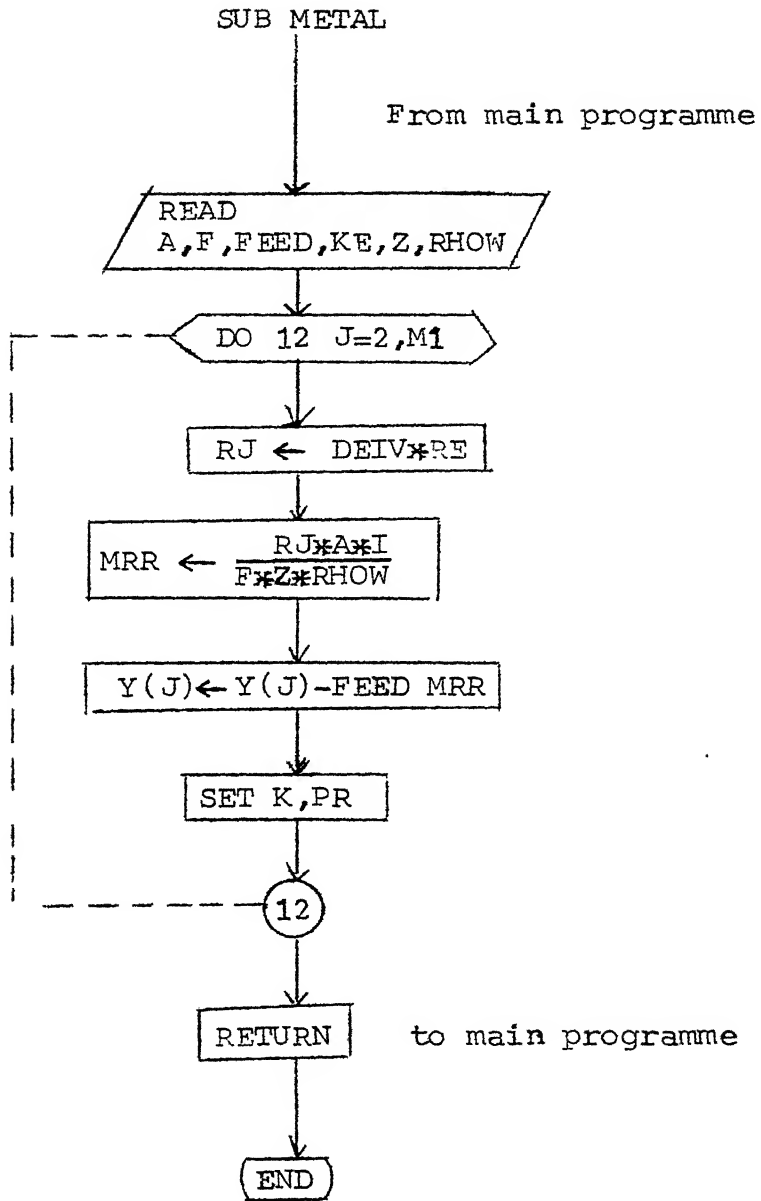 SUB METAL
From main programme
READ
A,F,FEED,KE,Z,RHOW
DO 12 J=2,M1
RJ ← DEIV*RE
MRR ← RJ*A*I
F*Z*RHOW
Y(J)←Y(J)-FEED MRR
SET K,PR
12
RETURN
to main programme
END